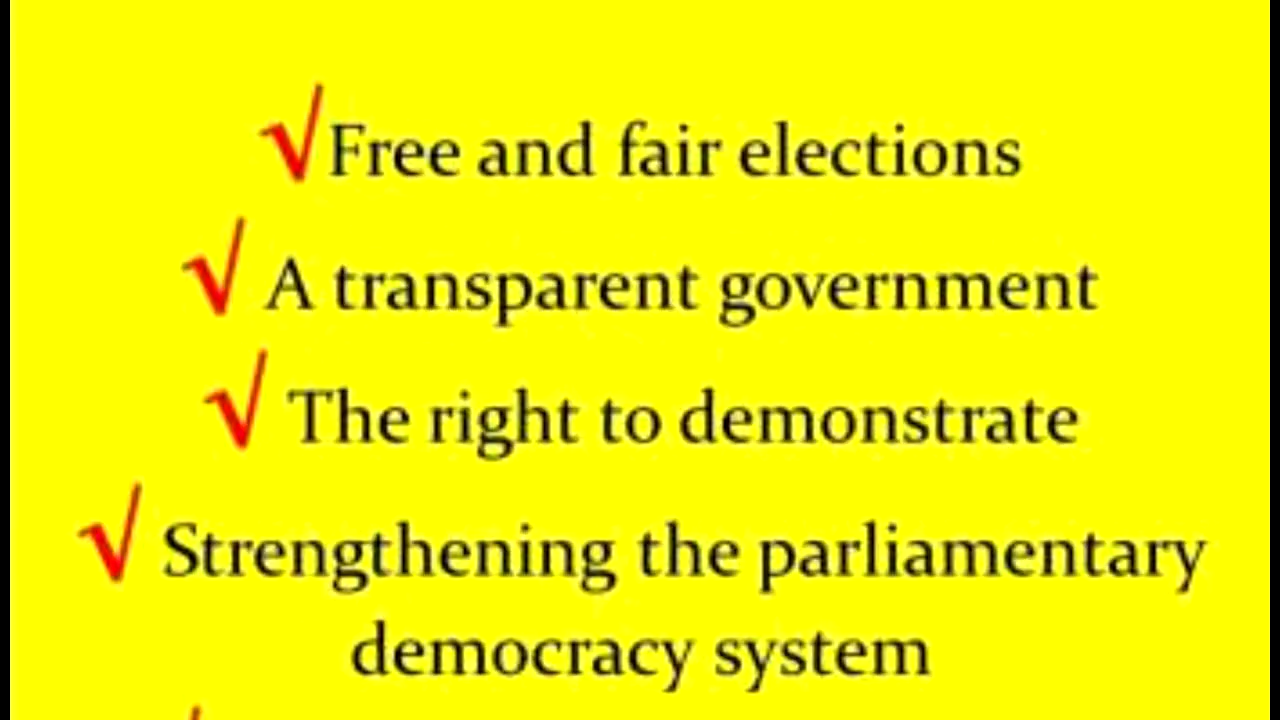 √Free and fair elections
√ A transparent government
√ The right to demonstrate
√ Strengthening the parliamentary
democracy system